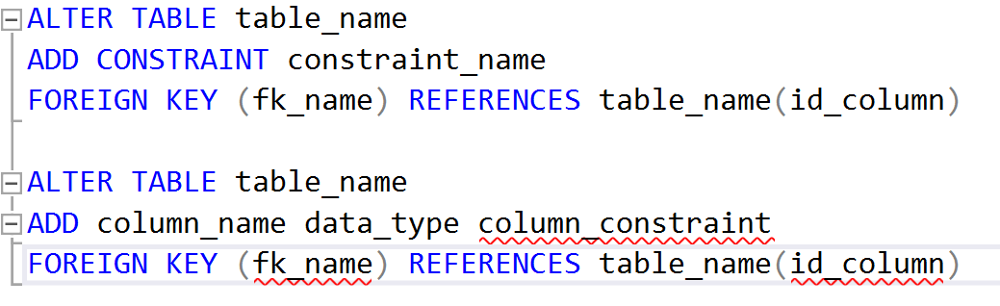 ALTER TABLE table_name
ADD CONSTRAINT constraint_name
FOREIGN KEY (fk_name) REFERENCES table_name(id_column)
ALTER TABLE table_name
ADD column_name data_type column_constraint
FOREIGN KEY (fk_name) REFERENCES table_name(id_column)